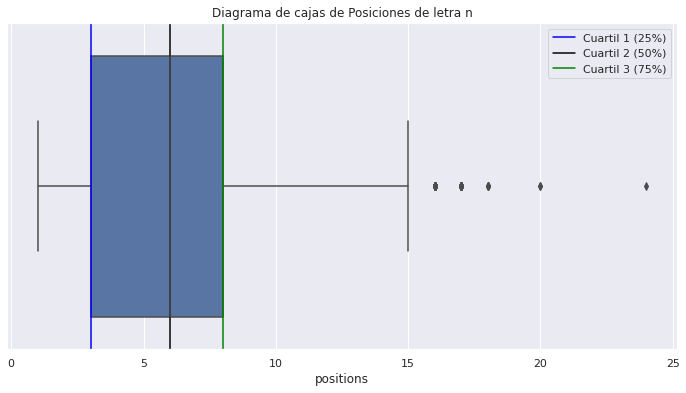 Diagrama de cajas de Posiciones de letra n
Cuartil 1 (25%)
Cuartil 2 (50%)
Cuartil 3 (75%)
0 5 10 15 20 25
positions